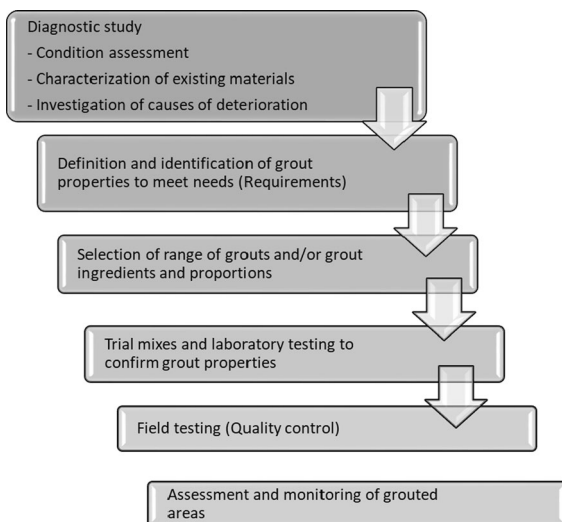 Diagnostic study
- Condition assessment
- Characterization of existing materials
- Investigation of causes of deterioration
Definition and identification of grout
properties to meet needs (Requirements)
Selection of range of grouts and/or grout
ingredients and proportions
Trial mixes and laboratory testing to
confirm grout properties
Field testing (Quality control)
Assessment and monitoring of grouted
areas